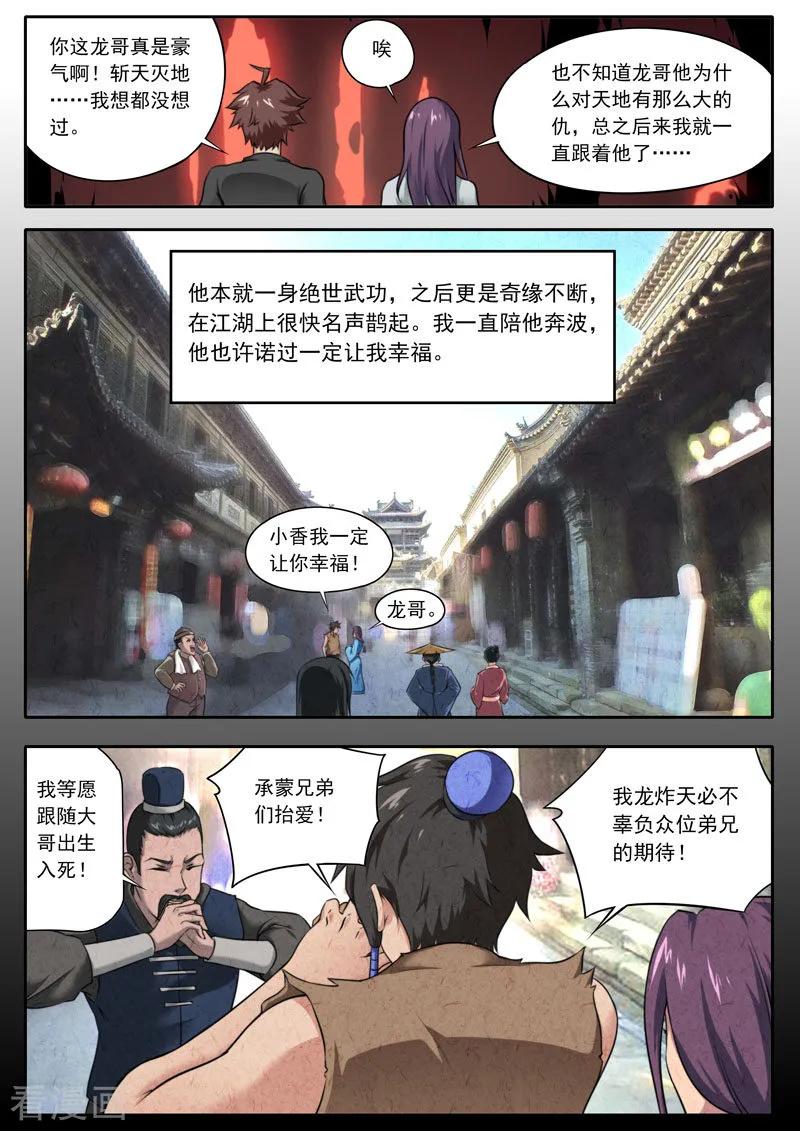 你这龙哥真是豪
气啊！斩天灭地
……我想都没想
过。
唉
也不知道龙哥他为什
么对天地有那么大的
仇，总之后来我就一
直跟着他了……
他本就一身绝世武功，之后更是奇缘不断，
在江湖上很快名声鹊起。我一直陪他奔波，
他也许诺过一定让我幸福。
小香我一定
让你幸福！
龙哥。
我等愿
跟随大
哥出生
入死！
承蒙兄弟
们抬爱！
我龙炸天必不
辜负众位弟兄
的期待！
看漫画